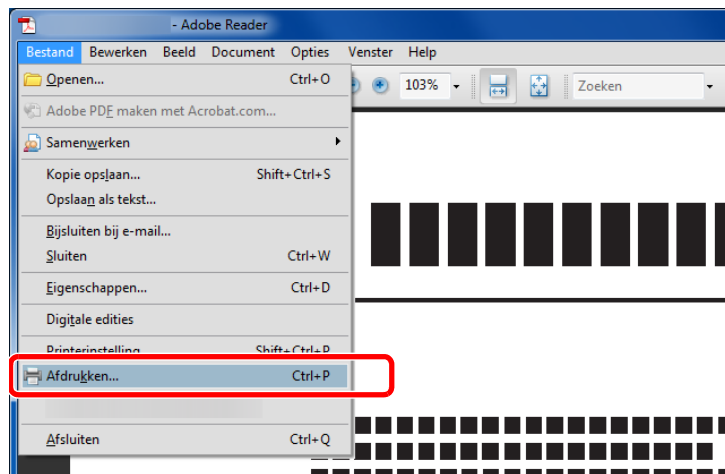 - Adobe Reader
Bestand Bewerken Beeld Document Opties Venster Help
103% Zoeken
Openen... Ctrl+O
Adobe PDF maken met Acrobat.com...
Samenwerken
Kopie opslaan... Shift+Ctrl+S
Opslaan als tekst...
Bijsluiten bij e-mail...
Sluiten Ctrl+W
Eigenschappen... Ctrl+D
Digitale edities
Printerinstelling Shift+Ctrl+P
Afdrukken... Ctrl+P
Afsluiten Ctrl+Q